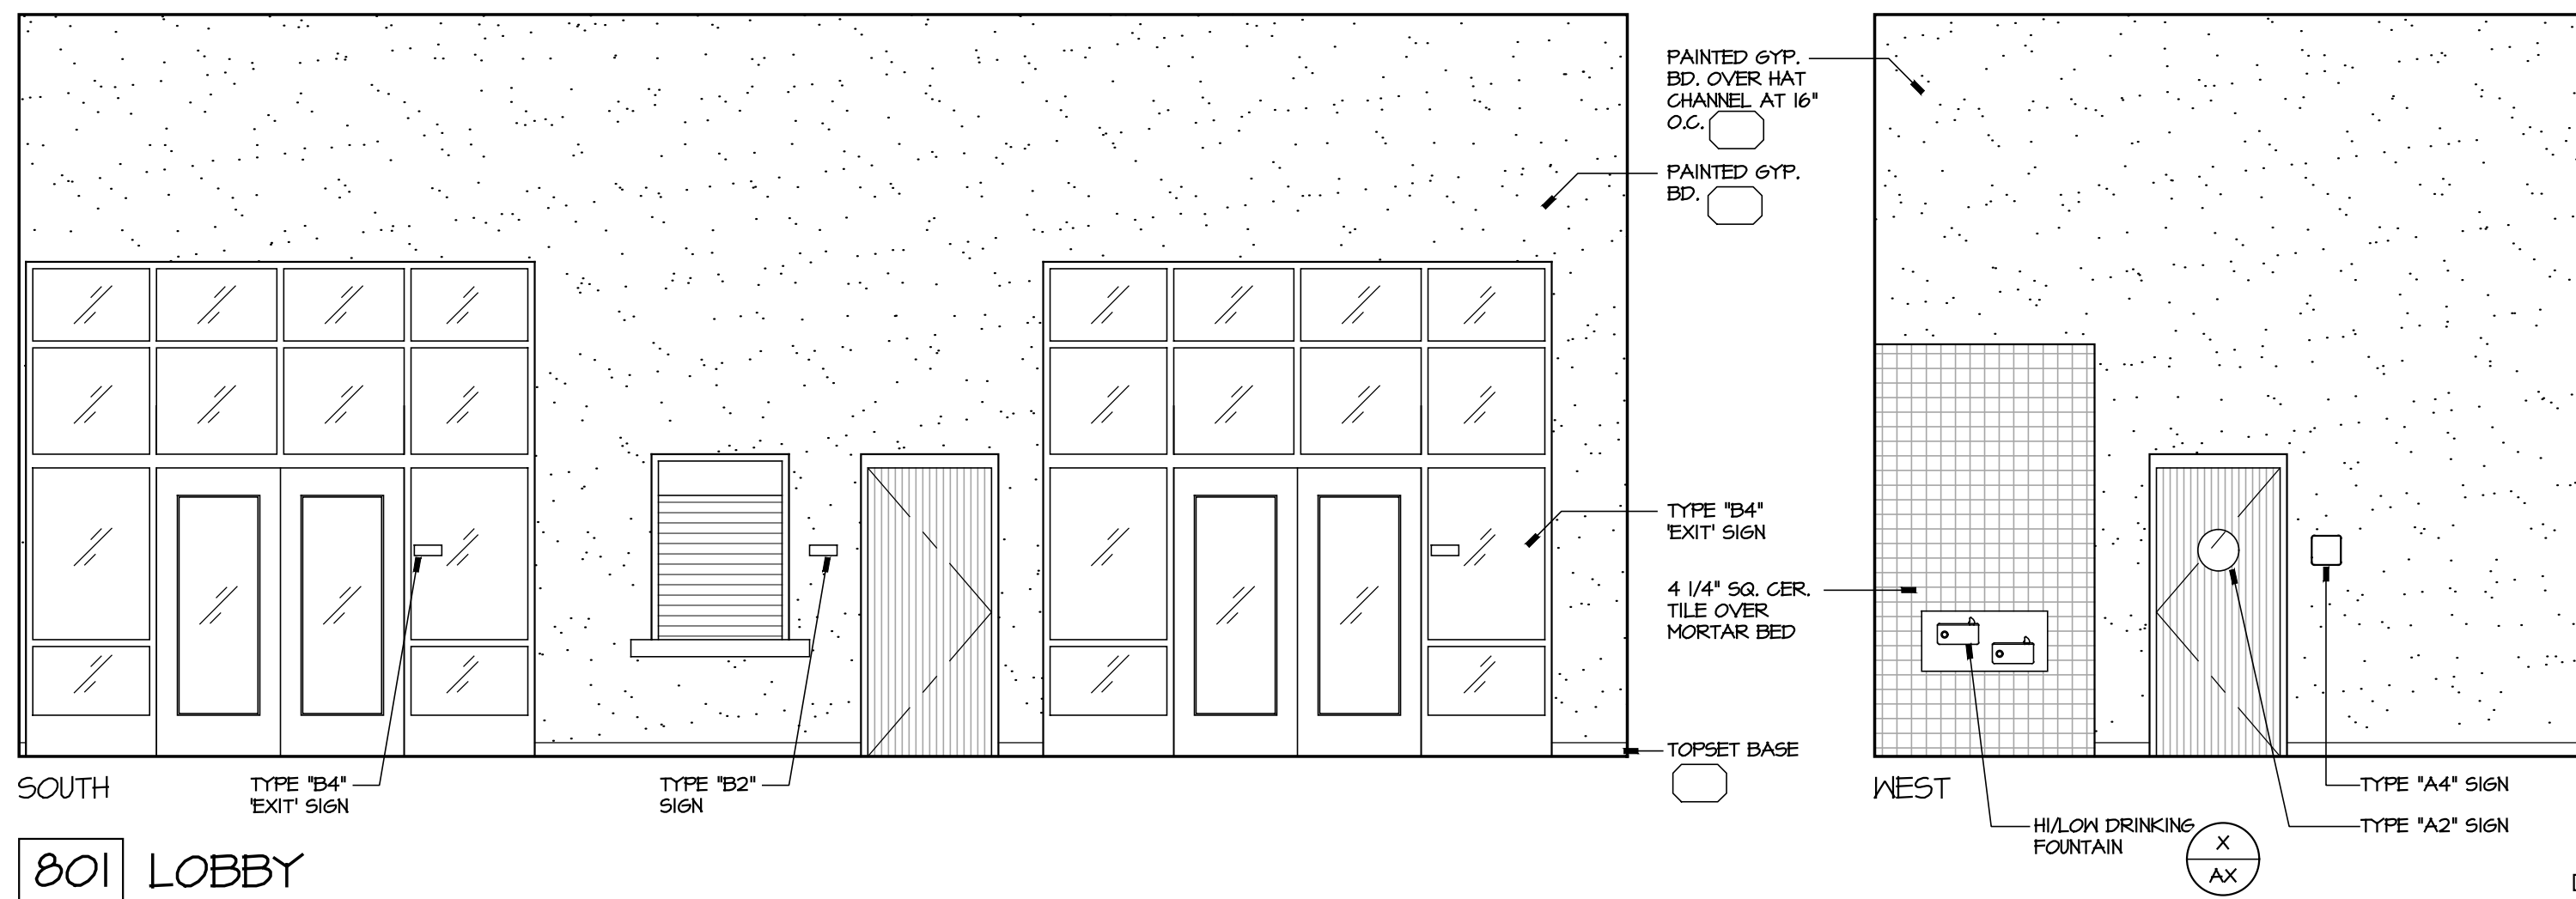 PAINTED GYP.
BD. OVER HAT
CHANNEL AT 16"
O.C.
PAINTED GYP.
BD.
TYPE "B4"
'EXIT' SIGN
4 1/4" SQ. CER.
TILE OVER
MORTAR BED
TOPSET BASE
SOUTH
TYPE "B4"
'EXIT' SIGN
TYPE "B2"
SIGN
WEST
TYPE "A4" SIGN
HI/LOW DRINKING
FOUNTAIN
TYPE "A2" SIGN
X
AX
801 LOBBY